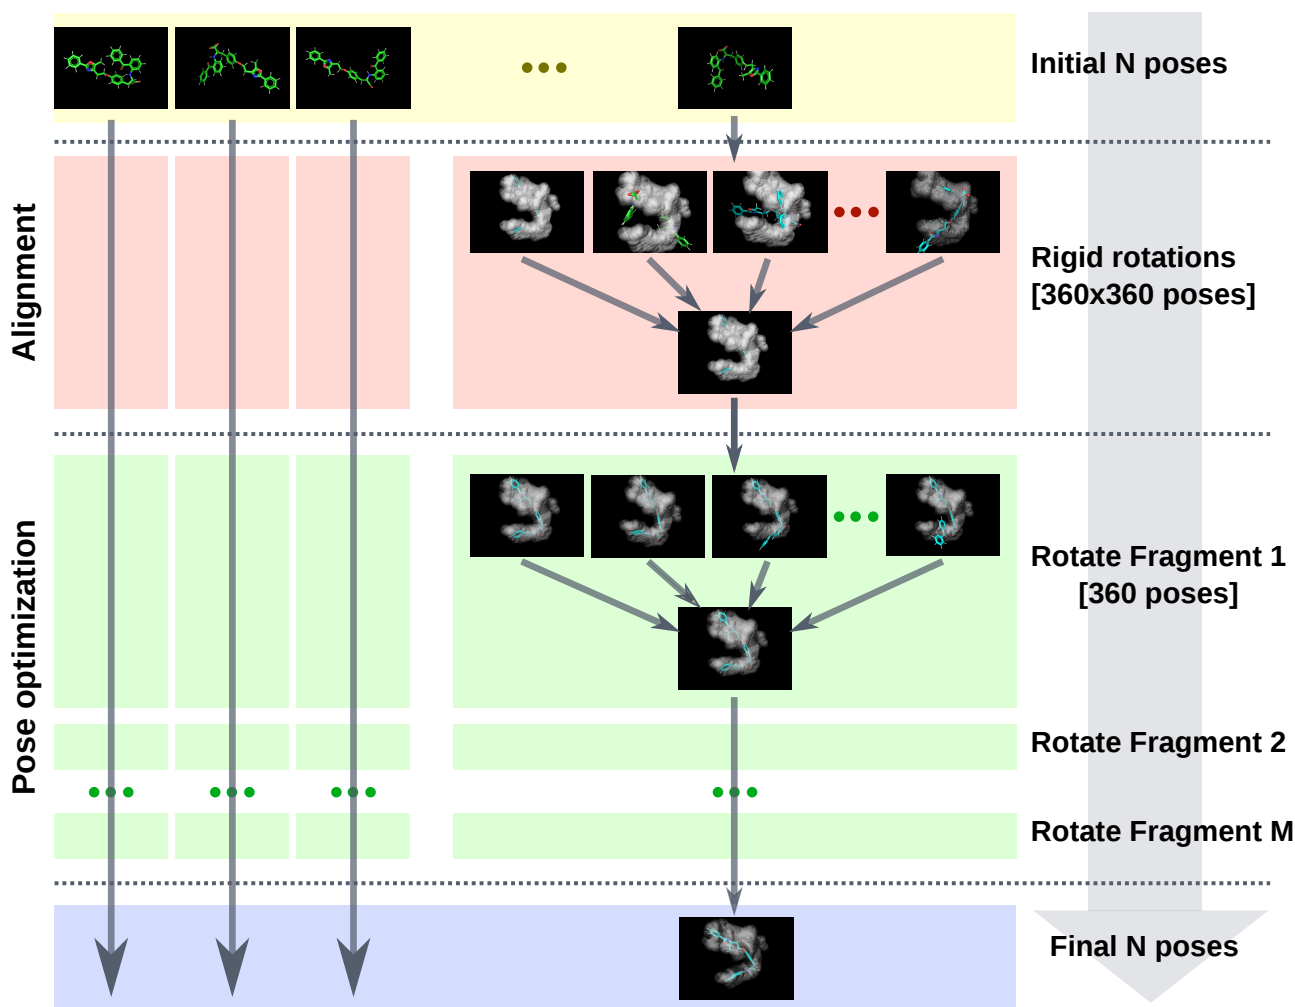 Initial N poses
Alignment
Rigid rotations
[360x360 poses]
Pose optimization
Rotate Fragment 1
[360 poses]
Rotate Fragment 2
Rotate Fragment M
Final N poses